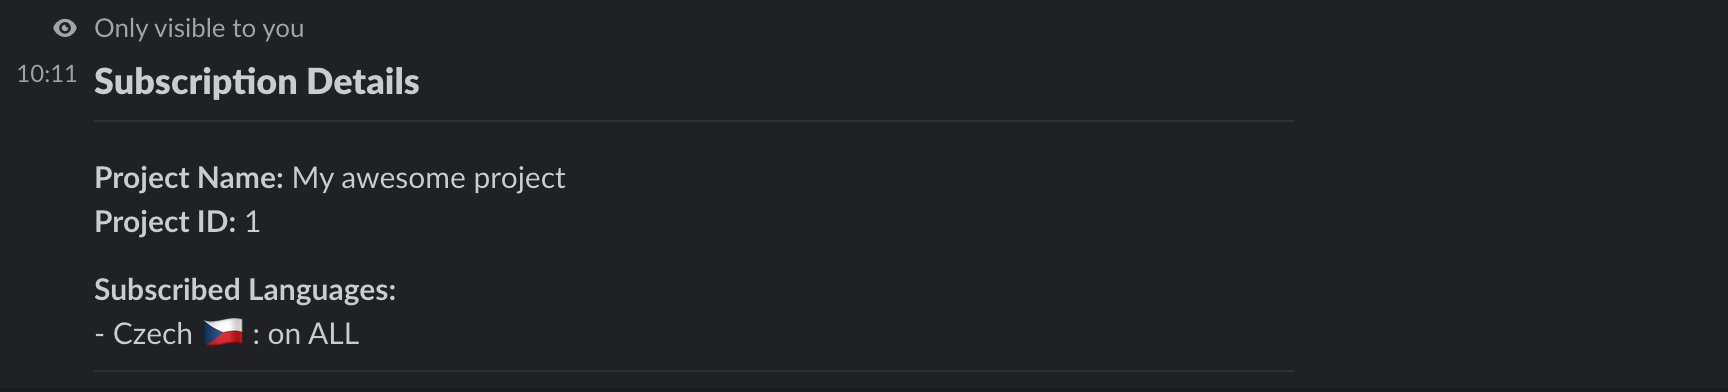 Only visible to you
10:11 Subscription Details
Project Name: My awesome project
Project ID: 1
Subscribed Languages:
- Czech 🇨🇿 : on ALL